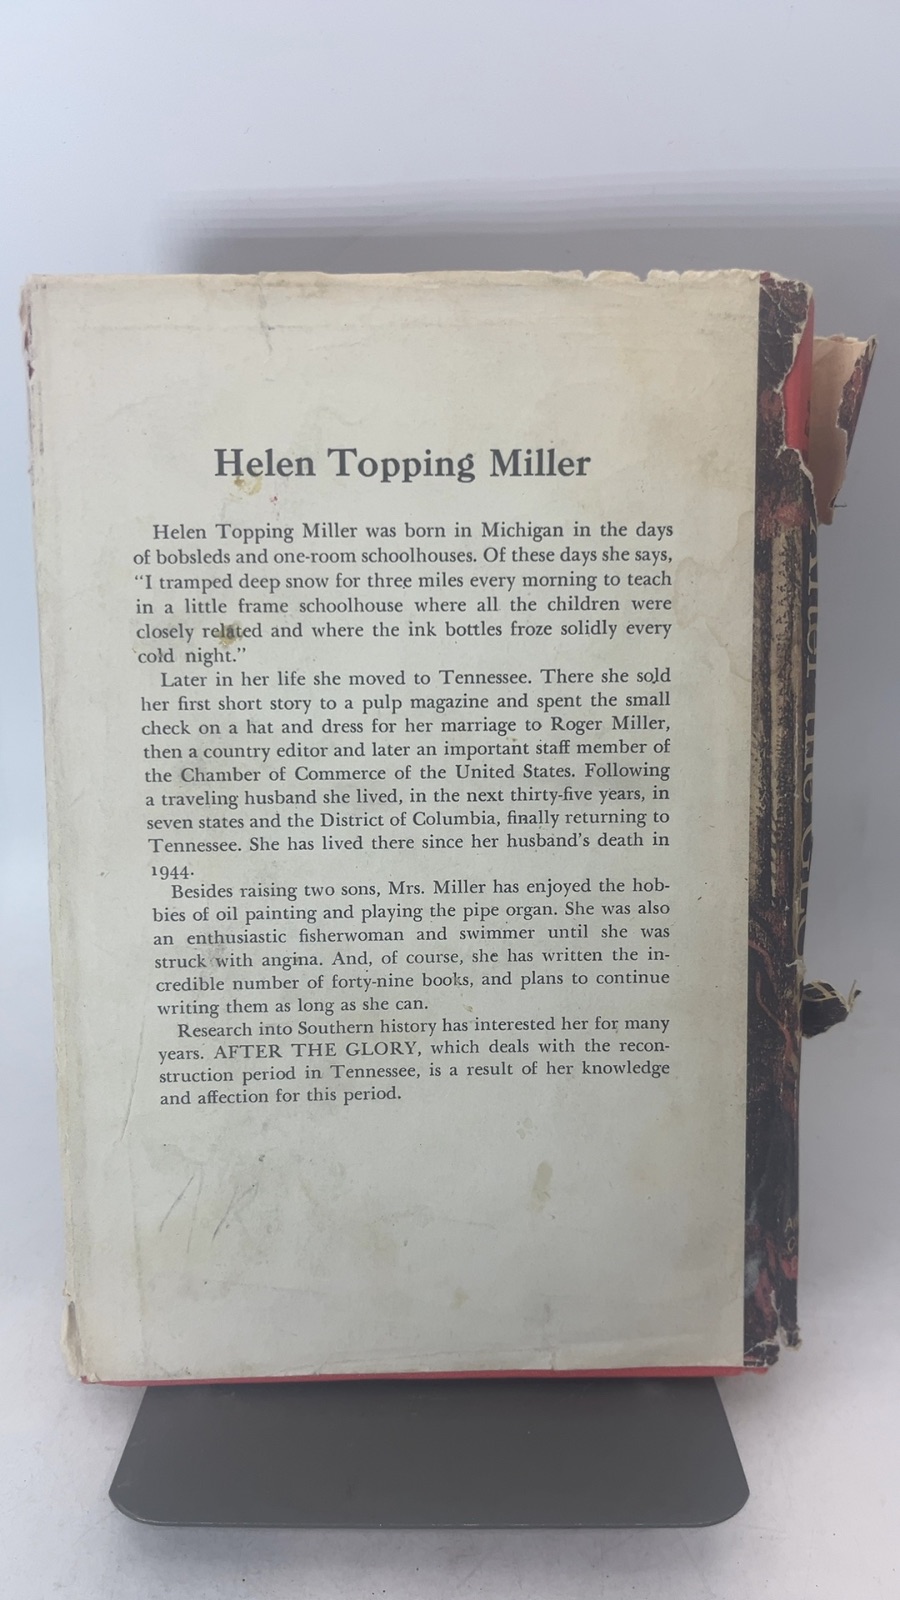 Helen Topping Miller
Helen Topping Miller was born in Michigan in the days
of bobsleds and one-room schoolhouses. Of these days she says,
“I tramped deep snow for three miles every morning to teach
in a little frame schoolhouse where all the children were
closely related and where the ink bottles froze solidly every
cold night.”
Later in her life she moved to Tennessee. There she sold
her first short story to a pulp magazine and spent the small
check on a hat and dress for her marriage to Roger Miller,
then a country editor and later an important staff member of
the Chamber of Commerce of the United States. Following
a traveling husband she lived, in the next thirty-five years, in
seven states and the District of Columbia, finally returning to
Tennessee. She has lived there since her husband's death in
1944.
Besides raising two sons, Mrs. Miller has enjoyed the hob-
bies of oil painting and playing the pipe organ. She was also
an enthusiastic fisherwoman and swimmer until she was
struck with angina. And, of course, she has written the in-
credible number of forty-nine books, and plans to continue
writing them as long as she can.
Research into Southern history has interested her for many
years. AFTER THE GLORY, which deals with the recon-
struction period in Tennessee, is a result of her knowledge
and affection for this period.
After the